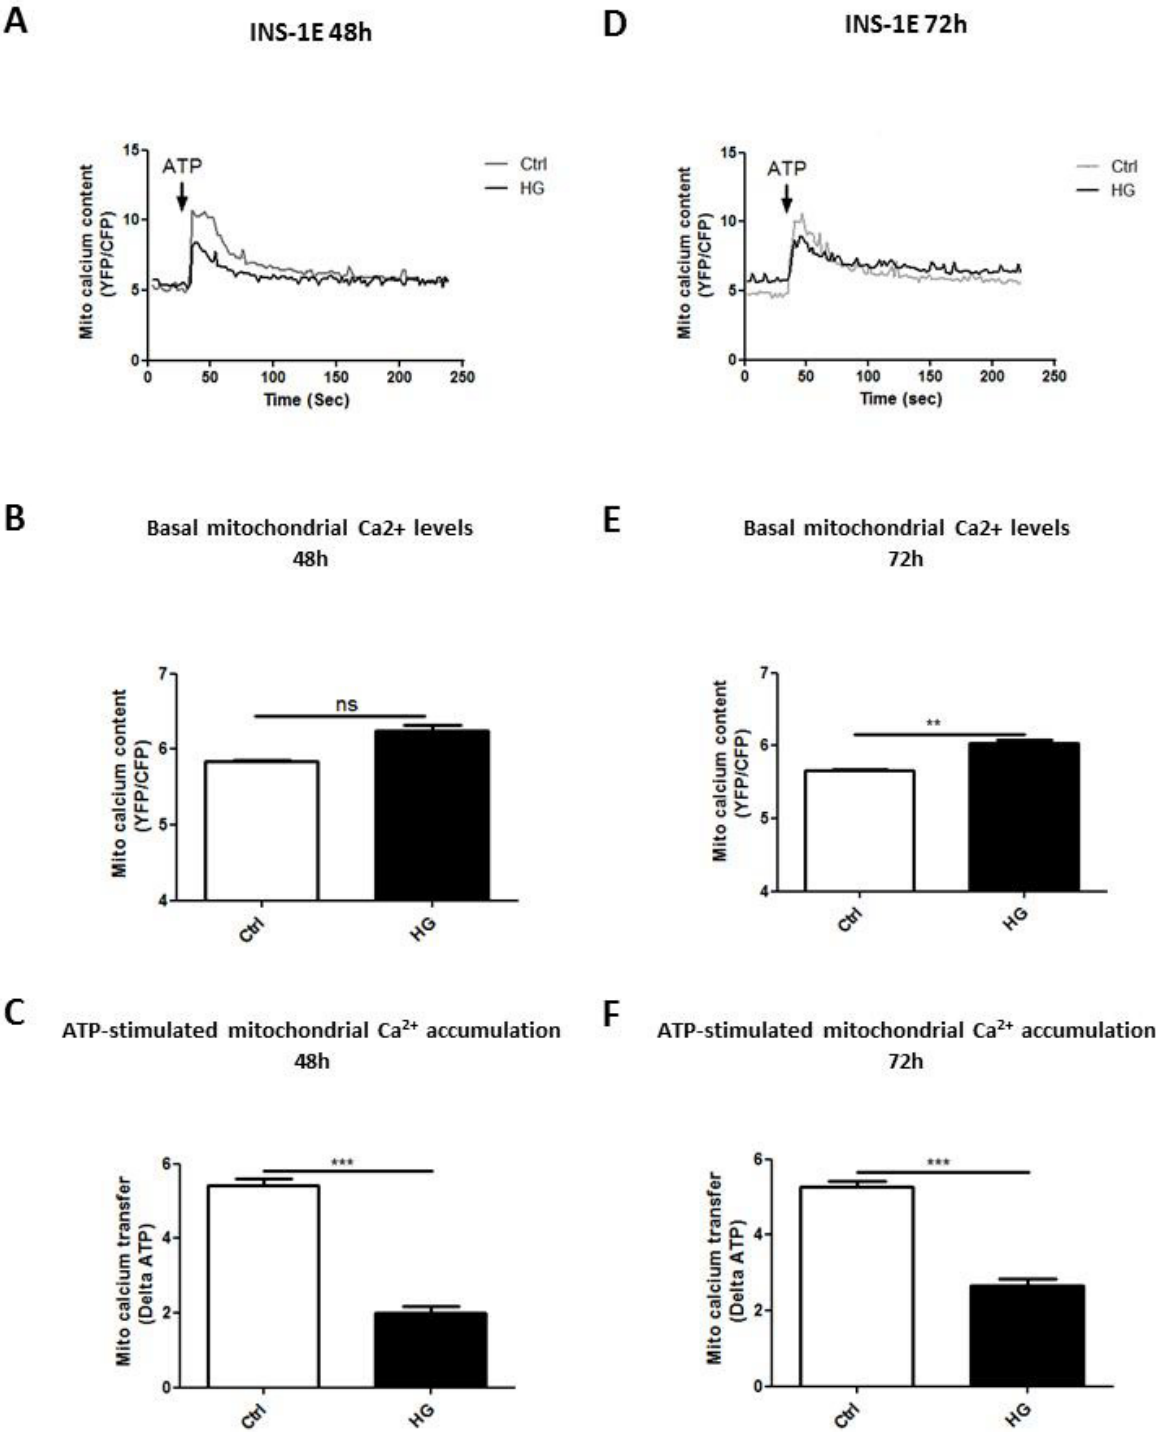 A
INS-1E 48h
Mito calcium content
(YFP/CFP)
15
10
5
0
ATP
Ctrl
HG
0 50 100 150 200 250
Time (Sec)
D
INS-1E 72h
Mito calcium content
(YFP/CFP)
15
10
5
0
ATP
Ctrl
HG
0 50 100 150 200 250
Time (sec)
B
Basal mitochondrial Ca2+ levels
48h
Mito calcium content
(YFP/CFP)
7
6
5
4
ns
Ctrl
HG
E
Basal mitochondrial Ca2+ levels
72h
Mito calcium content
(YFP/CFP)
7
6
5
4
**
Ctrl
HG
C
ATP-stimulated mitochondrial Ca²⁺ accumulation
48h
Mito calcium transfer
(Delta ATP)
6
4
2
0
***
Ctrl
HG
F
ATP-stimulated mitochondrial Ca²⁺ accumulation
72h
Mito calcium transfer
(Delta ATP)
6
4
2
0
***
Ctrl
HG